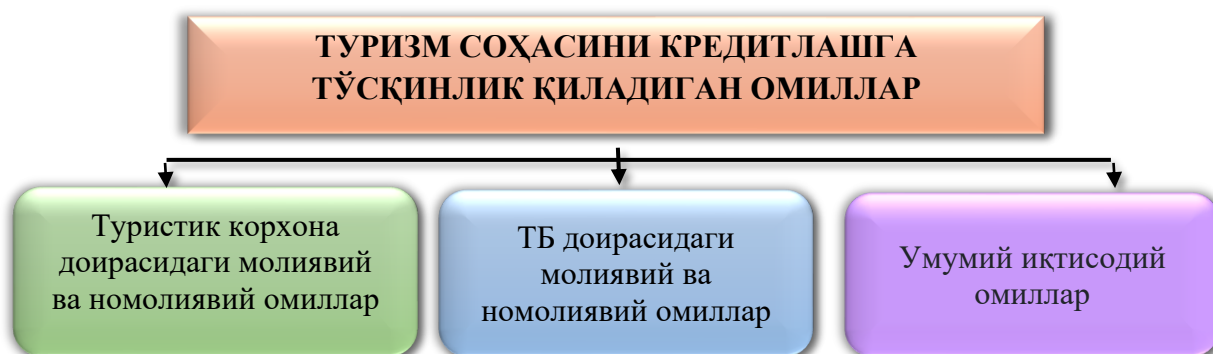 ТУРИЗМ СОҲАСИНИ КРЕДИТЛАШГА
ТЎСҚИНЛИК ҚИЛАДИГАН ОМИЛЛАР
Туристик корхона
доирасидаги молиявий
ва номолиявий омиллар
ТБ доирасидаги
молиявий ва
номолиявий омиллар
Умумий иқтисодий
омиллар